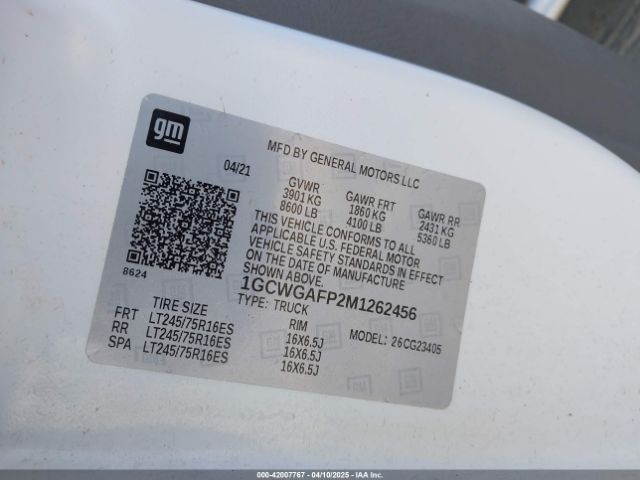 gm
MFD BY GENERAL MOTORS LLC
04/21
GVWR GAWR FRT GAWR RR
3901 KG 1860 KG 2431 KG
8600 LB 4100 LB 5360 LB
THIS VEHICLE CONFORMS TO ALL
APPLICABLE U.S. FEDERAL MOTOR
VEHICLE SAFETY STANDARDS IN EFFECT
ON THE DATE OF MANUFACTURE
SHOWN ABOVE.
8624
1GCWGAFP2M1262456
TYPE: TRUCK
MODEL: 26CG23405
TIRE SIZE RIM
FRT LT245/75R16ES 16X6.5J
RR LT245/75R16ES 16X6.5J
SPA LT245/75R16ES 16X6.5J
000-42007767 - 04/10/2025 - IAA Inc.